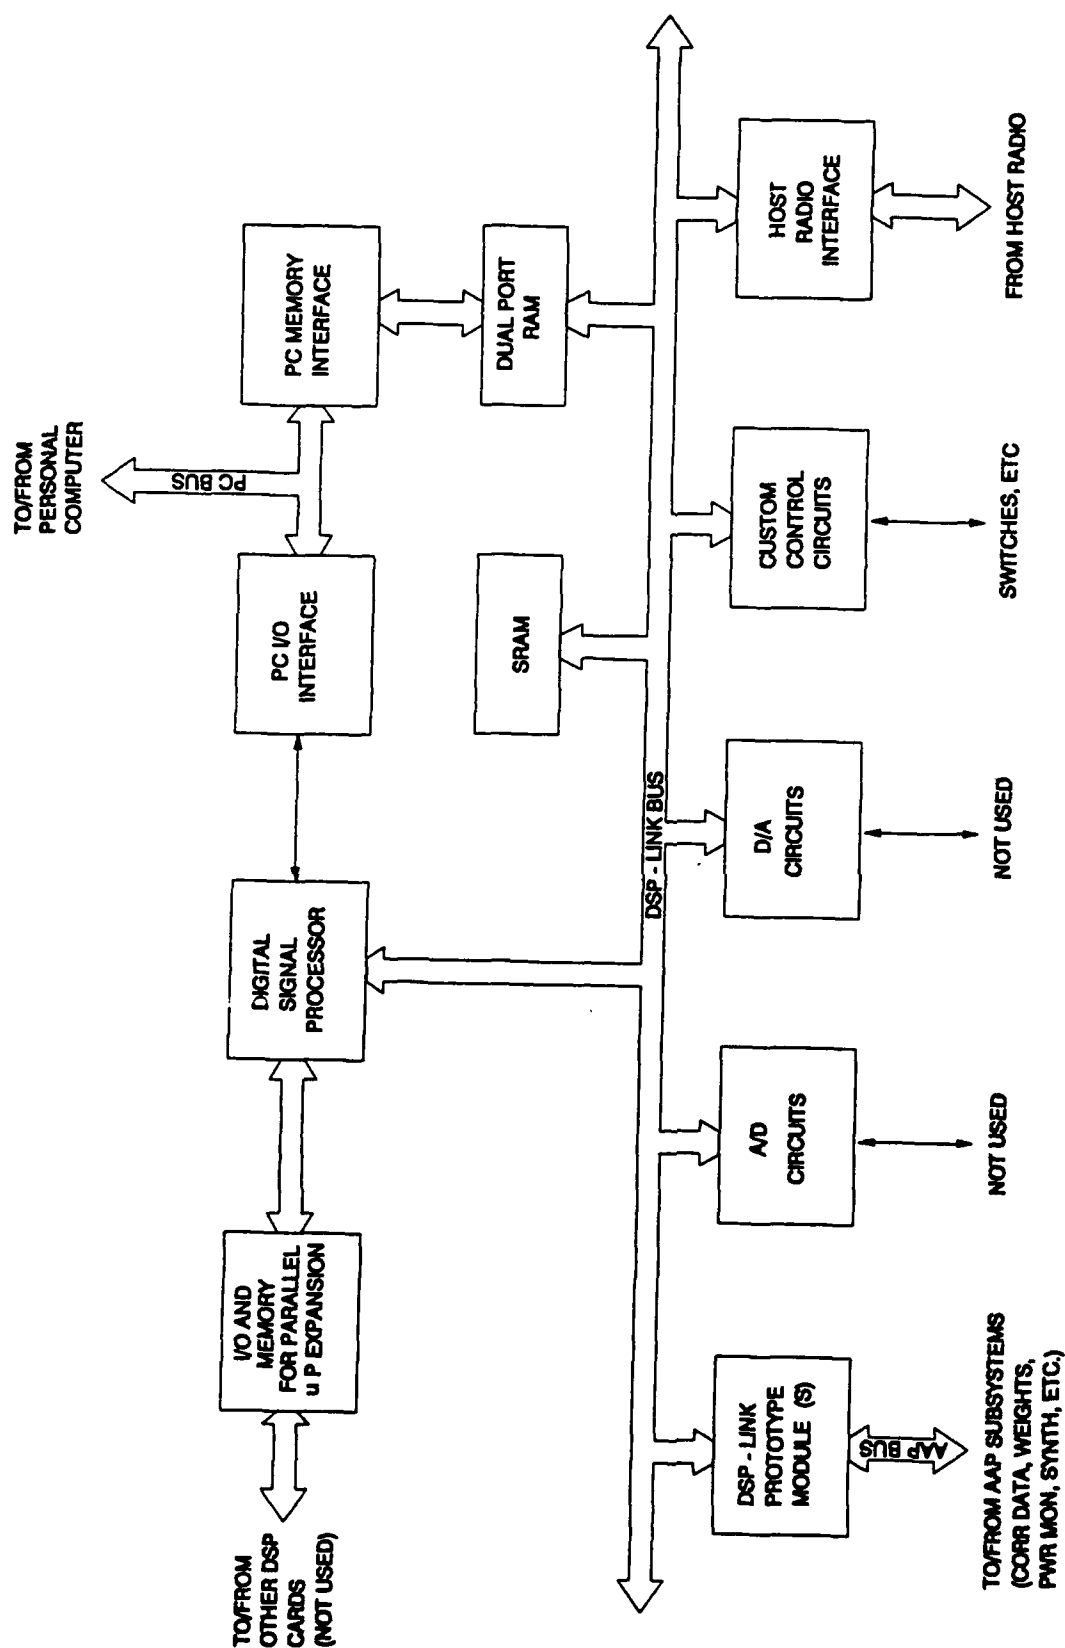 TO/FROM
PERSONAL
COMPUTER
PC BUS
TO/FROM
OTHER DSP
CARDS
(NOT USED)
I/O AND
MEMORY
FOR PARALLEL
u P EXPANSION
DIGITAL
SIGNAL
PROCESSOR
PC I/O
INTERFACE
PC MEMORY
INTERFACE
SRAM
DUAL PORT
RAM
DSP - LINK BUS
DSP - LINK
PROTOTYPE
MODULE (S)
A/D
CIRCUITS
D/A
CIRCUITS
CUSTOM
CONTROL
CIRCUITS
HOST
RADIO
INTERFACE
AAP BUS
TO/FROM AAP SUBSYSTEMS
(CORR DATA, WEIGHTS,
PWR MON, SYNTH, ETC.)
NOT USED
NOT USED
SWITCHES, ETC
FROM HOST RADIO